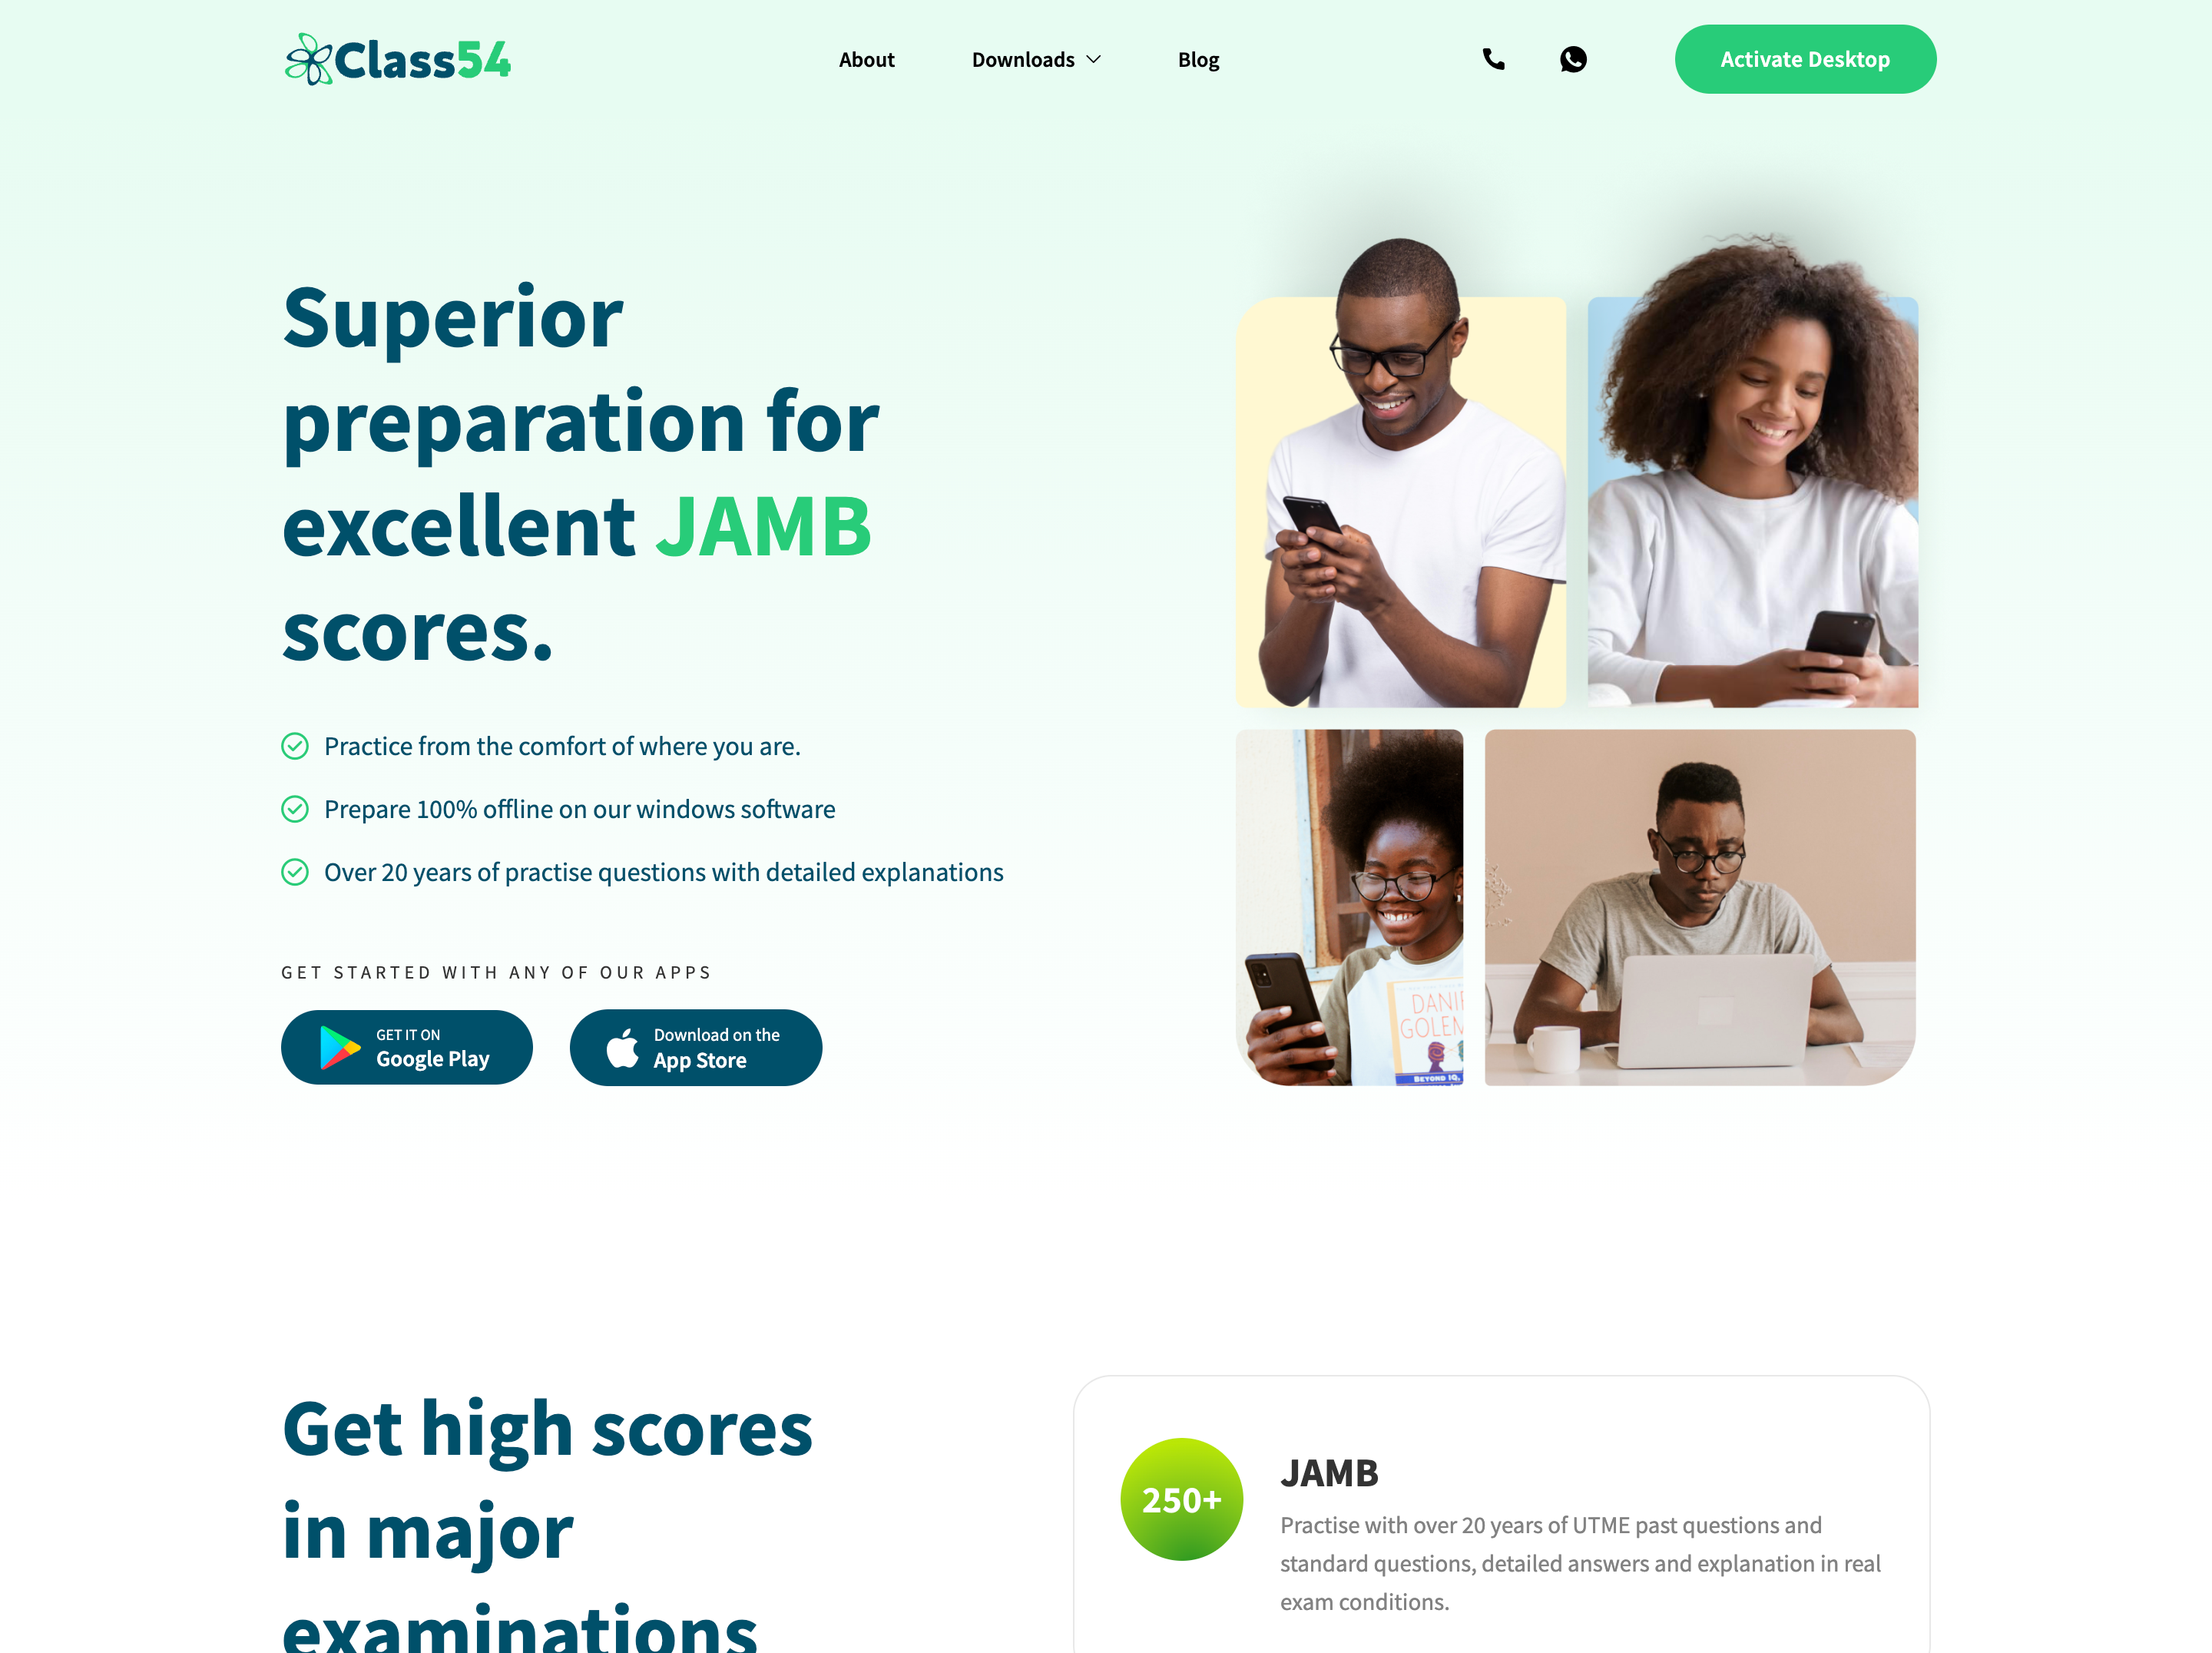 Class54
About
Downloads
Blog
Activate Desktop
Superior
preparation for
excellent JAMB
scores.
Practice from the comfort of where you are.
Prepare 100% offline on our windows software
Over 20 years of practise questions with detailed explanations
GET STARTED WITH ANY OF OUR APPS
GET IT ON
Google Play
Download on the
App Store
DANIE
GOLEM
BEYOND IQ,
Get high scores
in major
examinations
250+
JAMB
Practise with over 20 years of UTME past questions and
standard questions, detailed answers and explanation in real
exam conditions.